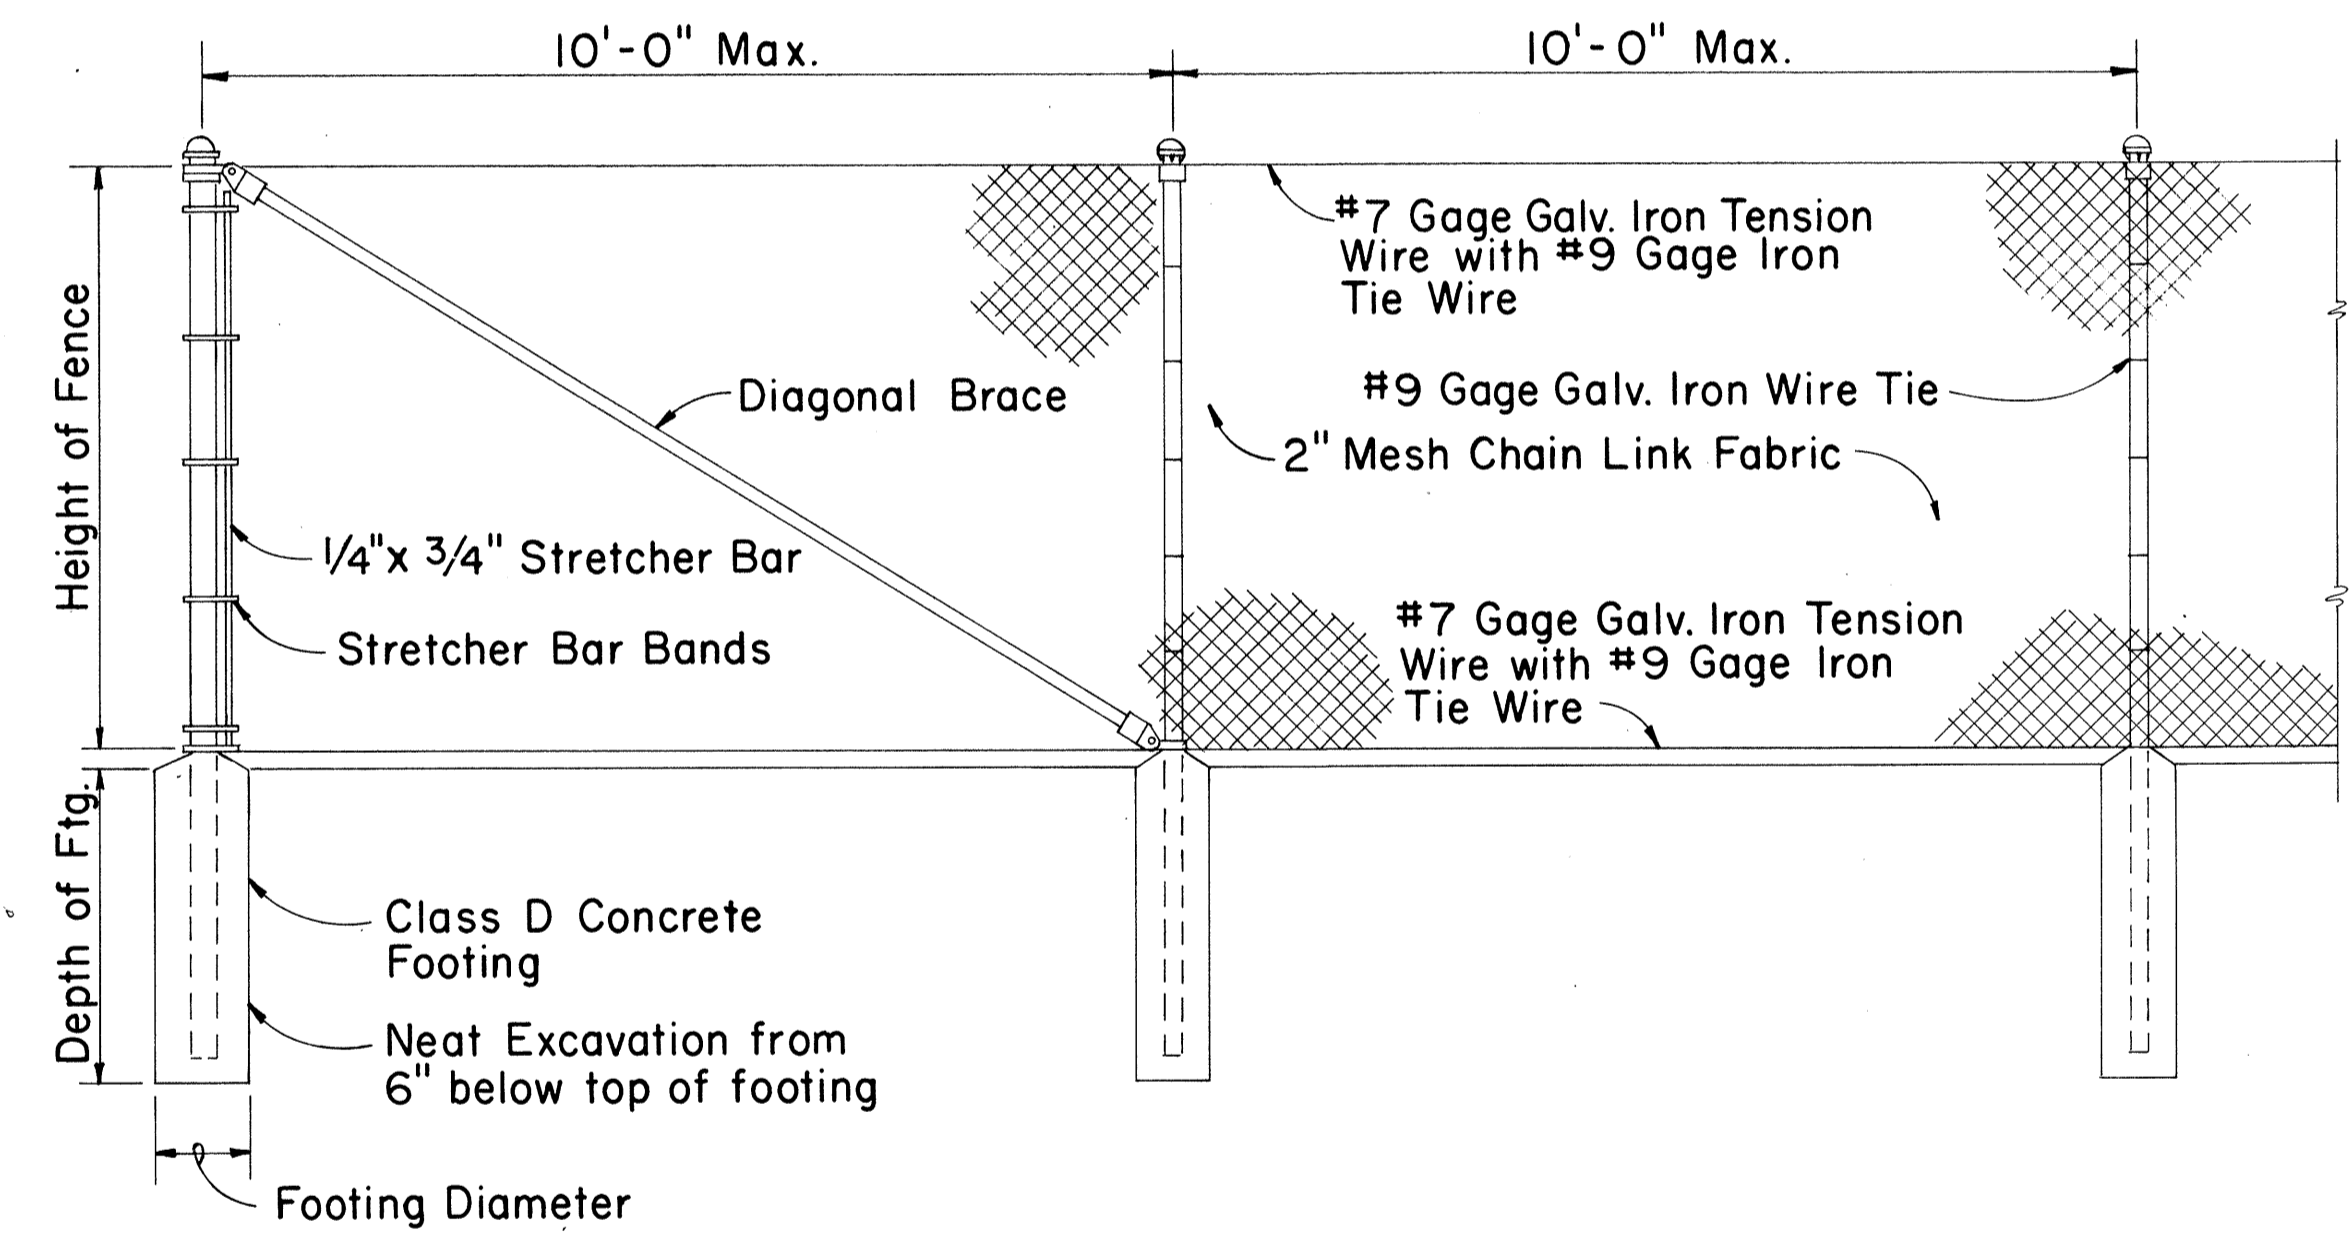 10'-0" Max.
10'-0" Max.
#7 Gage Galv. Iron Tension
Wire with #9 Gage Iron
Tie Wire
Height of Fence
Diagonal Brace
#9 Gage Galv. Iron Wire Tie
2" Mesh Chain Link Fabric
1/4"x 3/4" Stretcher Bar
Stretcher Bar Bands
#7 Gage Galv. Iron Tension
Wire with #9 Gage Iron
Tie Wire
Depth of Ftg.
Class D Concrete
Footing
Neat Excavation from
6" below top of footing
Footing Diameter